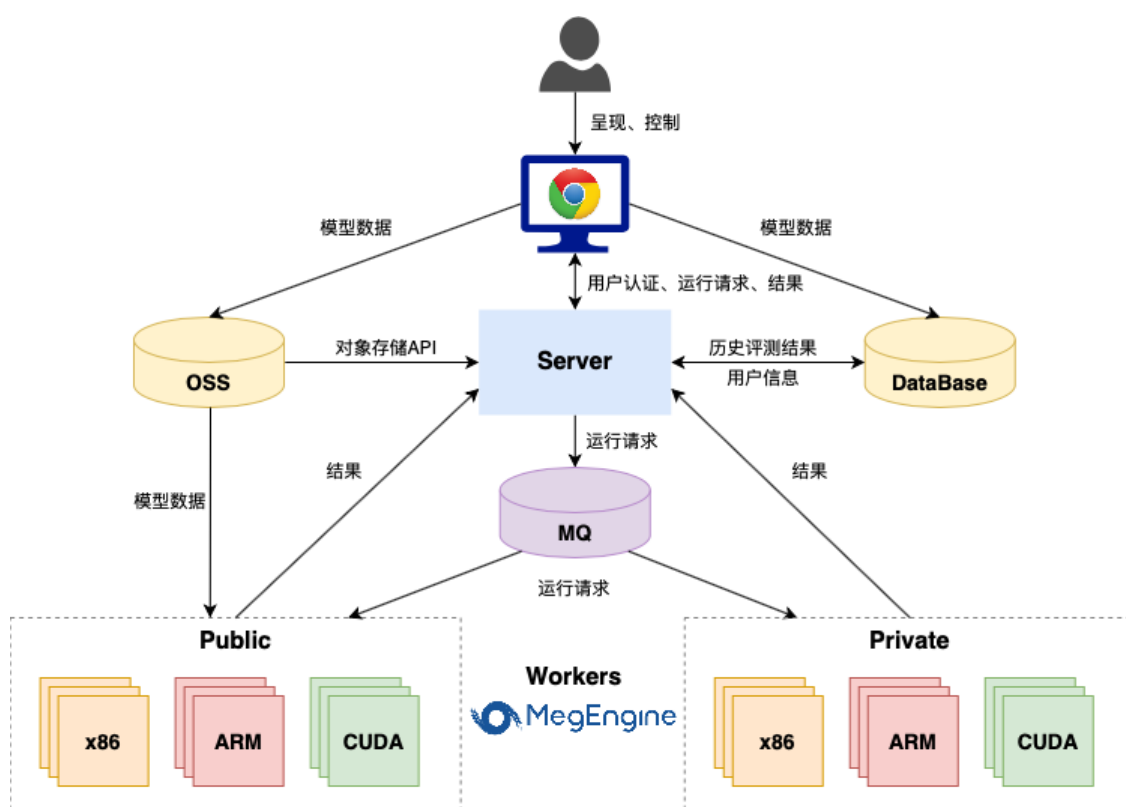 呈现、控制
模型数据
模型数据
用户认证、运行请求、结果
OSS
对象存储API
Server
历史评测结果
用户信息
DataBase
运行请求
模型数据
结果
结果
MQ
运行请求
Public
x86
ARM
CUDA
Workers
MegEngine
Private
x86
ARM
CUDA